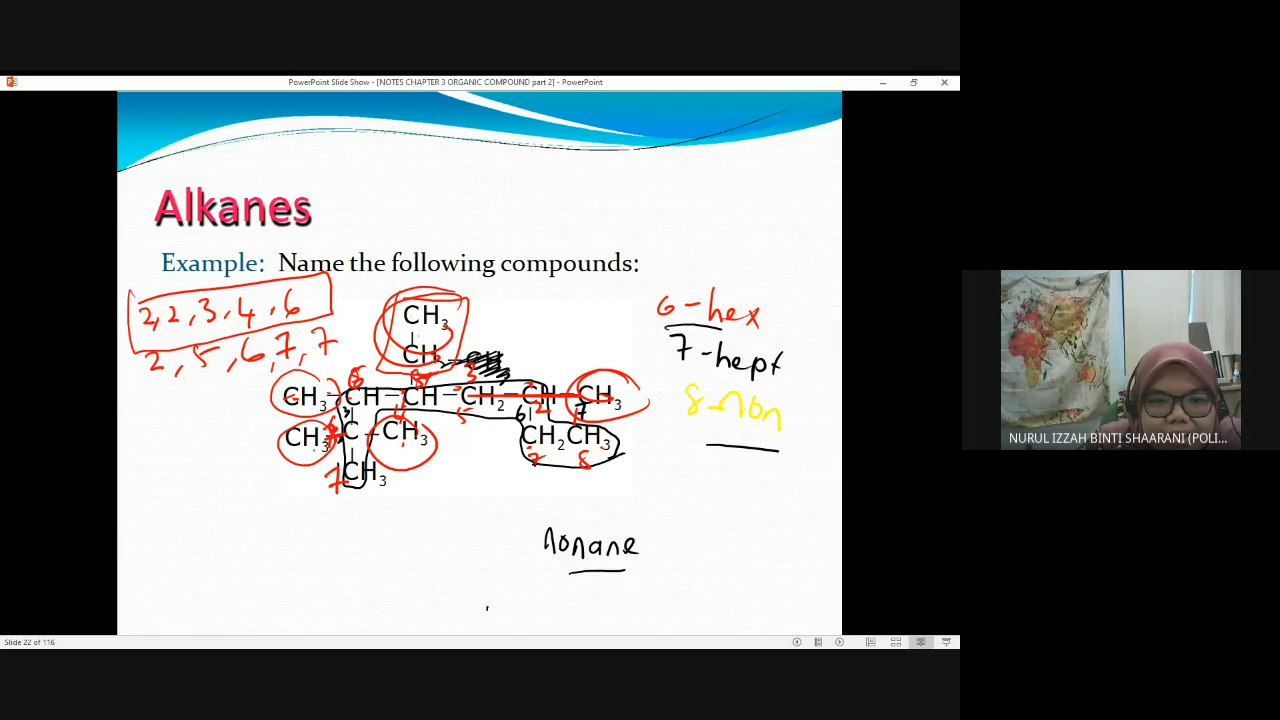 PowerPoint Slide Show - [NOTES CHAPTER 3 ORGANIC COMPOUND part 2] - PowerPoint
Alkanes
Example: Name the following compounds:
2,2,3,4,6
2,5,6,7,7
6-hex
7-hept
8-non
CH3
CH2
CH3 CH CH CH2 CH CH3
CH3 C CH3 CH2CH3
CH3
nonane
NURUL IZZAH BINTI SHAARANI (POLI...
Slide 22 of 116